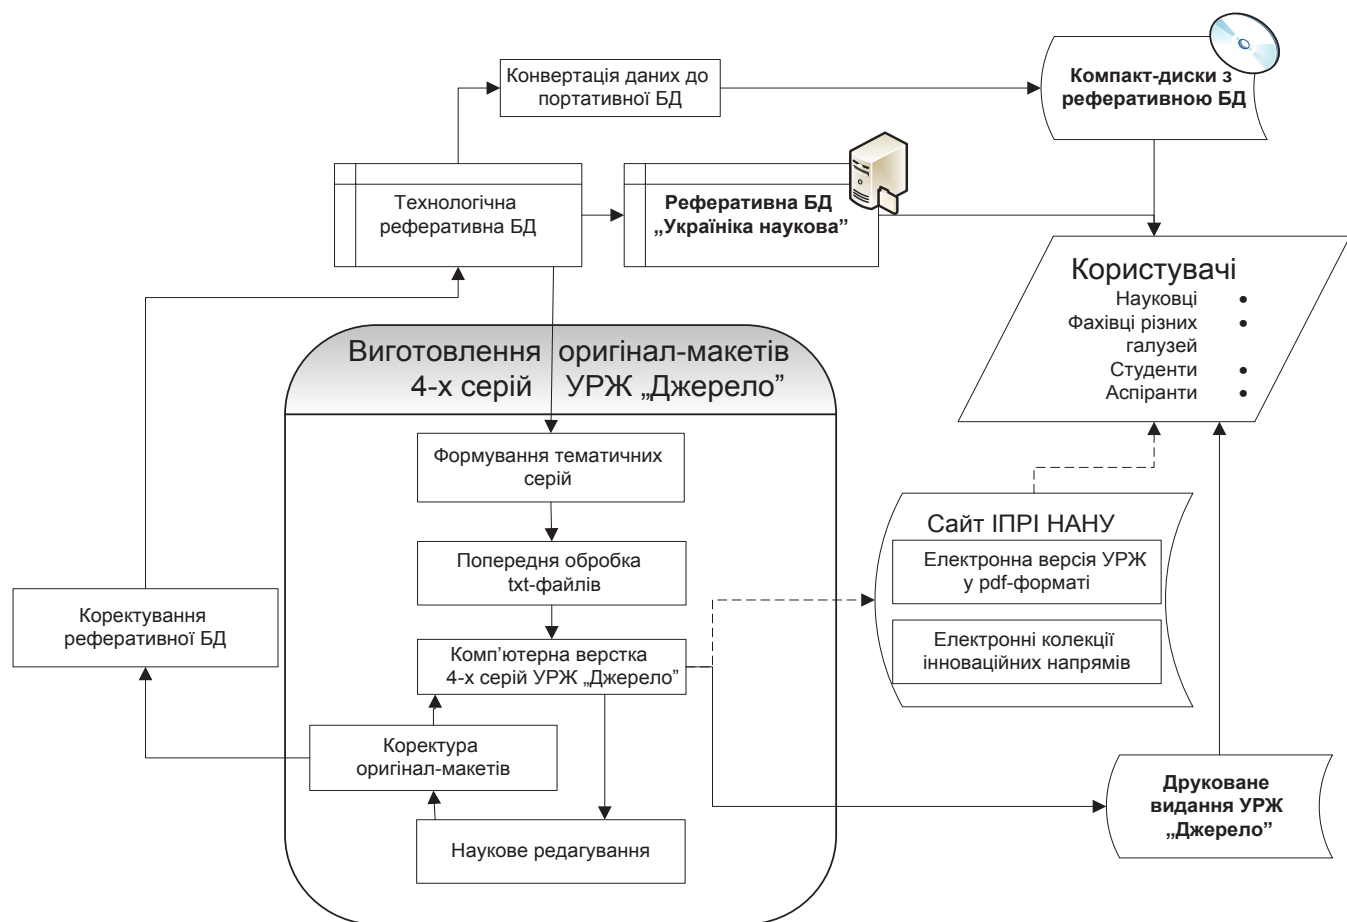 Конвертація даних до
портативної БД
Компакт-диски з
реферативною БД
Технологічна
реферативна БД
Реферативна БД
„Україніка наукова”
Користувачі
Науковці •
Фахівці різних •
галузей
Студенти •
Аспіранти •
Виготовлення оригінал-макетів
4-х серій УРЖ „Джерело”
Формування тематичних
серій
Попередня обробка
txt-файлів
Комп’ютерна верстка
4-х серій УРЖ „Джерело”
Коректура
оригінал-макетів
Наукове редагування
Коректування
реферативної БД
Сайт ІПРІ НАНУ
Електронна версія УРЖ
у pdf-форматі
Електронні колекції
інноваційних напрямів
Друковане
видання УРЖ
„Джерело”